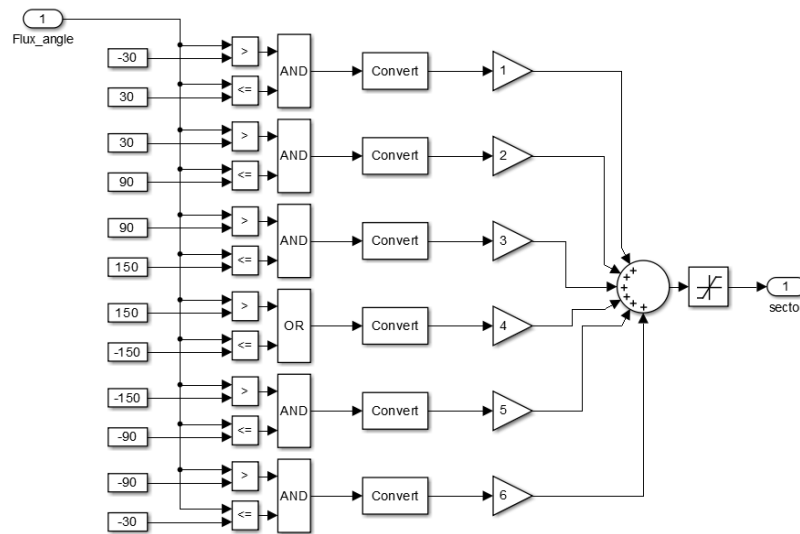 1
Flux_angle
-30
>
30
<=
AND
Convert
1
30
>
90
<=
AND
Convert
2
90
>
150
<=
AND
Convert
3
150
>
-150
<=
OR
Convert
4
-150
>
-90
<=
AND
Convert
5
-90
>
-30
<=
AND
Convert
6
+
+
+
+
+
+
1
secto